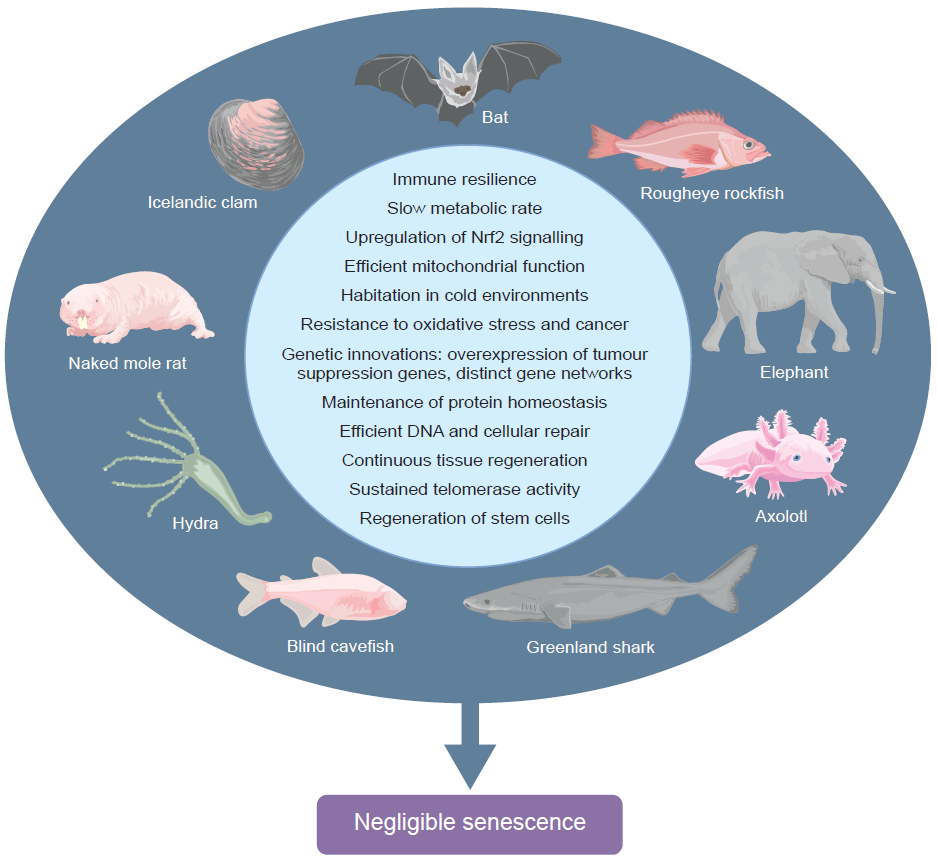 Bat
Icelandic clam
Rougheye rockfish
Immune resilience
Slow metabolic rate
Upregulation of Nrf2 signalling
Efficient mitochondrial function
Habitation in cold environments
Resistance to oxidative stress and cancer
Genetic innovations: overexpression of tumour
suppression genes, distinct gene networks
Maintenance of protein homeostasis
Efficient DNA and cellular repair
Continuous tissue regeneration
Sustained telomerase activity
Regeneration of stem cells
Naked mole rat
Elephant
Hydra
Axolotl
Blind cavefish
Greenland shark
Negligible senescence